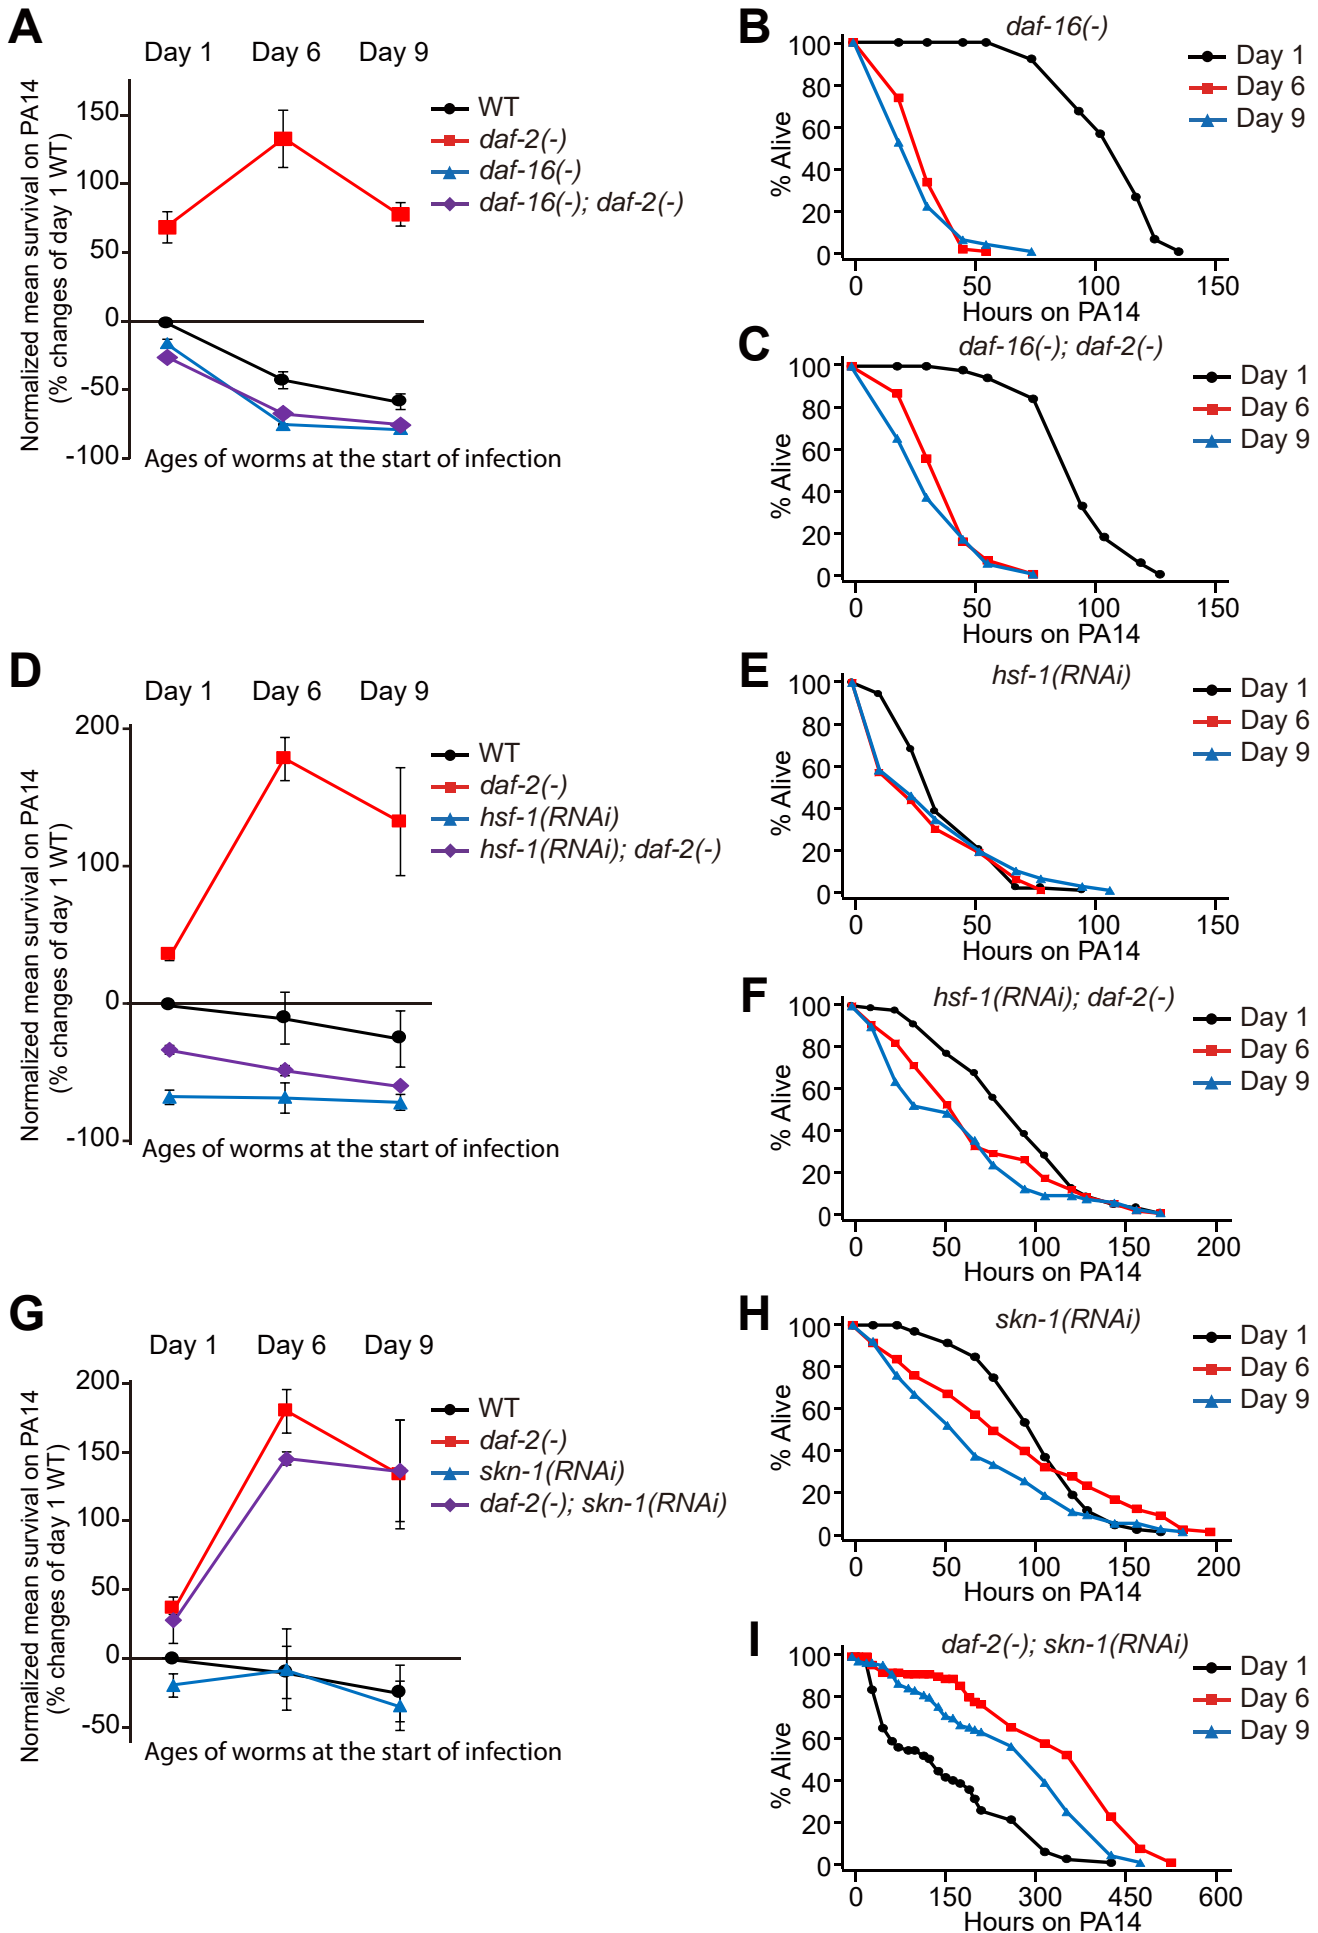 A
Day 1 Day 6 Day 9
Normalized mean survival on PA14
(% changes of day 1 WT)
150
100
50
0
-50
-100
WT
daf-2(-)
daf-16(-)
daf-16(-); daf-2(-)
Ages of worms at the start of infection
B
daf-16(-)
% Alive
100
80
60
40
20
0
0 50 100 150
Hours on PA14
Day 1
Day 6
Day 9
C
daf-16(-); daf-2(-)
% Alive
100
80
60
40
20
0
0 50 100 150
Hours on PA14
Day 1
Day 6
Day 9
D
Day 1 Day 6 Day 9
Normalized mean survival on PA14
(% changes of day 1 WT)
200
100
0
-100
WT
daf-2(-)
hsf-1(RNAi)
hsf-1(RNAi); daf-2(-)
Ages of worms at the start of infection
E
hsf-1(RNAi)
% Alive
100
80
60
40
20
0
0 50 100 150
Hours on PA14
Day 1
Day 6
Day 9
F
hsf-1(RNAi); daf-2(-)
% Alive
100
80
60
40
20
0
0 50 100 150 200
Hours on PA14
Day 1
Day 6
Day 9
G
Day 1 Day 6 Day 9
Normalized mean survival on PA14
(% changes of day 1 WT)
200
150
100
50
0
-50
WT
daf-2(-)
skn-1(RNAi)
daf-2(-); skn-1(RNAi)
Ages of worms at the start of infection
H
skn-1(RNAi)
% Alive
100
80
60
40
20
0
0 50 100 150 200
Hours on PA14
Day 1
Day 6
Day 9
I
daf-2(-); skn-1(RNAi)
% Alive
100
80
60
40
20
0
0 150 300 450 600
Hours on PA14
Day 1
Day 6
Day 9